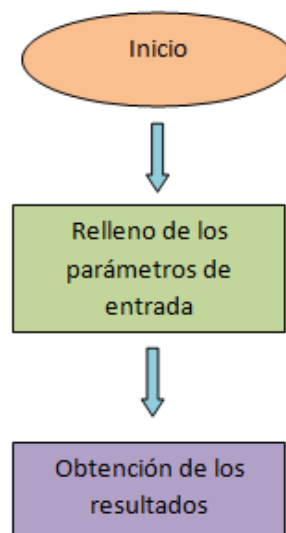 Inicio
Relleno de los
parámetros de
entrada
Obtención de los
resultados